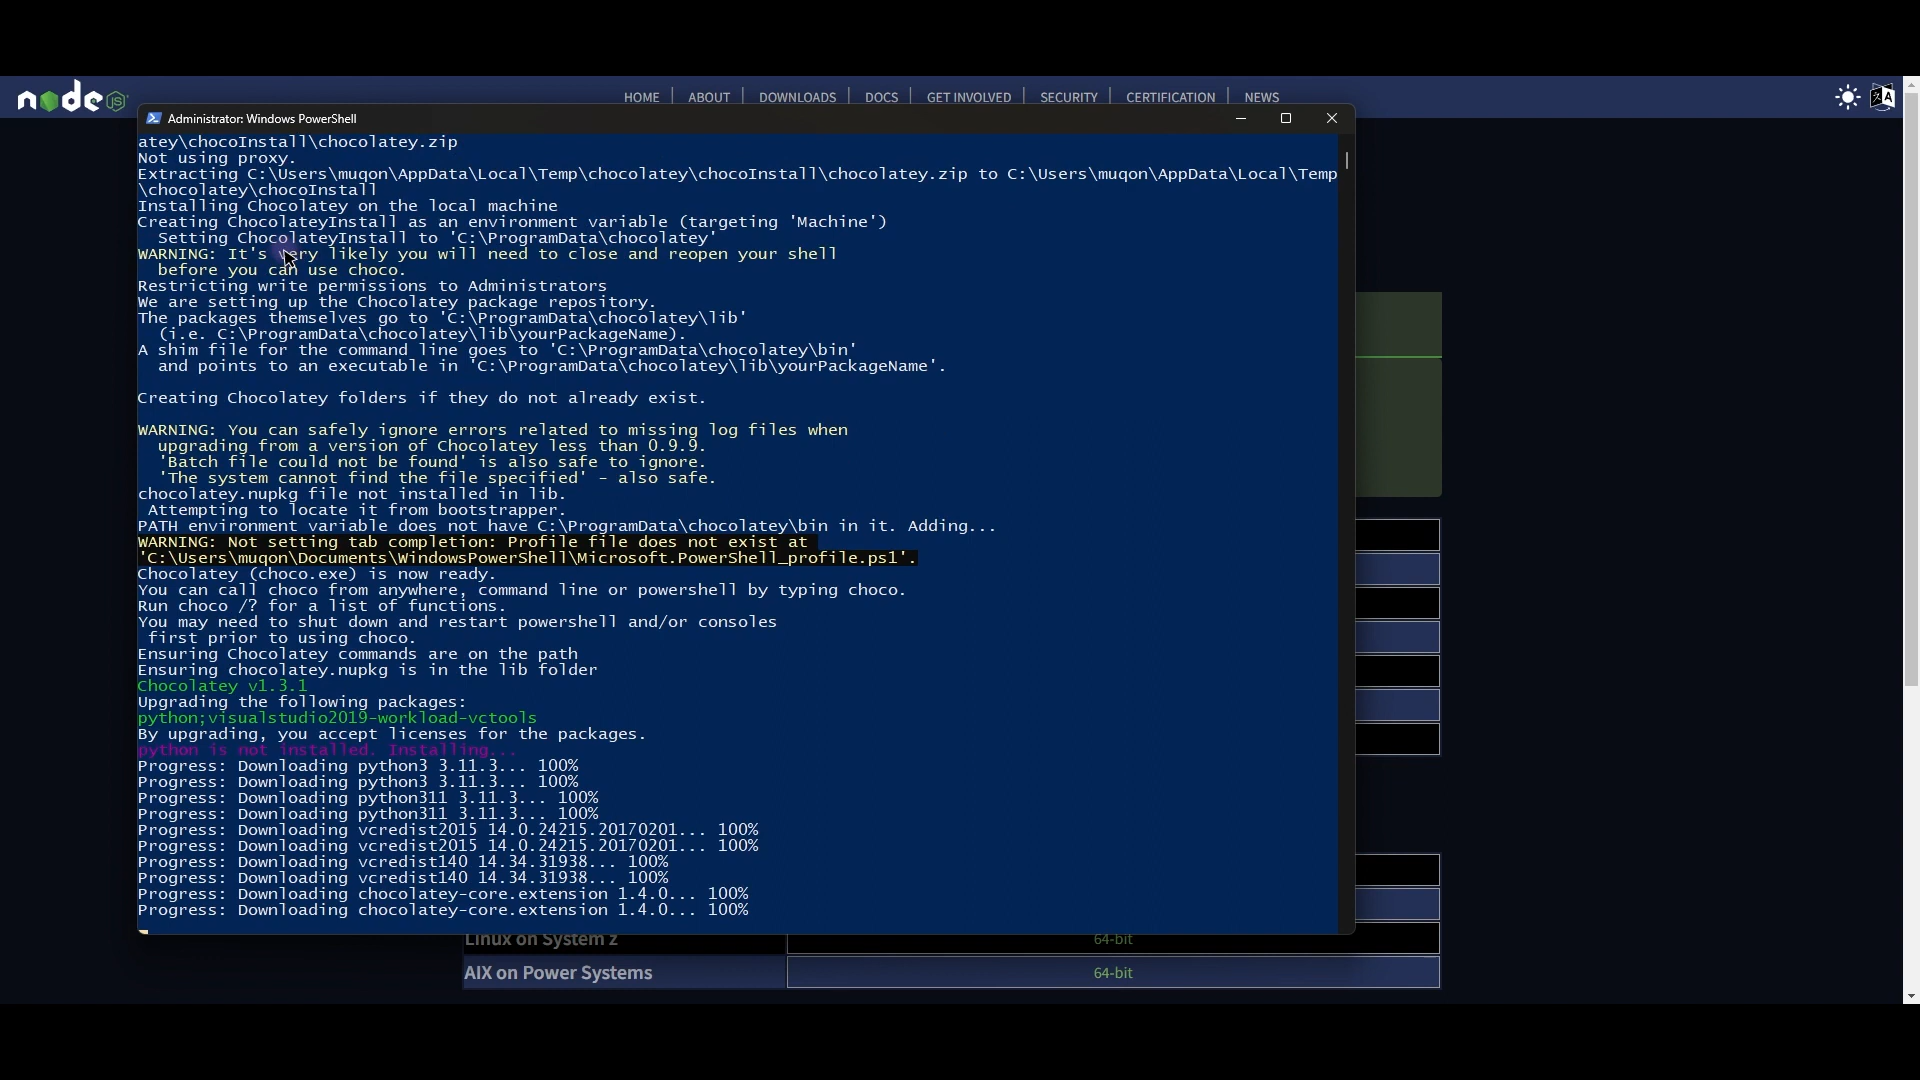 node JS
HOME ABOUT DOWNLOADS DOCS GET INVOLVED SECURITY CERTIFICATION NEWS
Administrator: Windows PowerShell
atey\chocoInstall\chocolatey.zip
Not using proxy.
Extracting C:\Users\muqon\AppData\Local\Temp\chocolatey\chocoInstall\chocolatey.zip to C:\Users\muqon\AppData\Local\Temp
\chocolatey\chocoInstall
Installing Chocolatey on the local machine
Creating ChocolateyInstall as an environment variable (targeting 'Machine')
Setting ChocolateyInstall to 'C:\ProgramData\chocolatey'
WARNING: It's very likely you will need to close and reopen your shell
before you can use choco.
Restricting write permissions to Administrators
We are setting up the Chocolatey package repository.
The packages themselves go to 'C:\ProgramData\chocolatey\lib'
(i.e. C:\ProgramData\chocolatey\lib\yourPackageName).
A shim file for the command line goes to 'C:\ProgramData\chocolatey\bin'
and points to an executable in 'C:\ProgramData\chocolatey\lib\yourPackageName'.
Creating Chocolatey folders if they do not already exist.
WARNING: You can safely ignore errors related to missing log files when
upgrading from a version of Chocolatey less than 0.9.9.
'Batch file could not be found' is also safe to ignore.
'The system cannot find the file specified' - also safe.
chocolatey.nupkg file not installed in lib.
Attempting to locate it from bootstrapper.
PATH environment variable does not have C:\ProgramData\chocolatey\bin in it. Adding...
WARNING: Not setting tab completion: Profile file does not exist at
'C:\Users\muqon\Documents\WindowsPowerShell\Microsoft.PowerShell_profile.ps1'.
Chocolatey (choco.exe) is now ready.
You can call choco from anywhere, command line or powershell by typing choco.
Run choco /? for a list of functions.
You may need to shut down and restart powershell and/or consoles
first prior to using choco.
Ensuring Chocolatey commands are on the path
Ensuring chocolatey.nupkg is in the lib folder
Chocolatey v1.3.1
Upgrading the following packages:
python;visualstudio2019-workload-vctools
By upgrading, you accept licenses for the packages.
python is not installed. Installing...
Progress: Downloading python3 3.11.3... 100%
Progress: Downloading python3 3.11.3... 100%
Progress: Downloading python311 3.11.3... 100%
Progress: Downloading python311 3.11.3... 100%
Progress: Downloading vcredist2015 14.0.24215.20170201... 100%
Progress: Downloading vcredist2015 14.0.24215.20170201... 100%
Progress: Downloading vcredist140 14.34.31938... 100%
Progress: Downloading vcredist140 14.34.31938... 100%
Progress: Downloading chocolatey-core.extension 1.4.0... 100%
Progress: Downloading chocolatey-core.extension 1.4.0... 100%
Linux on System z 64-bit
AIX on Power Systems 64-bit